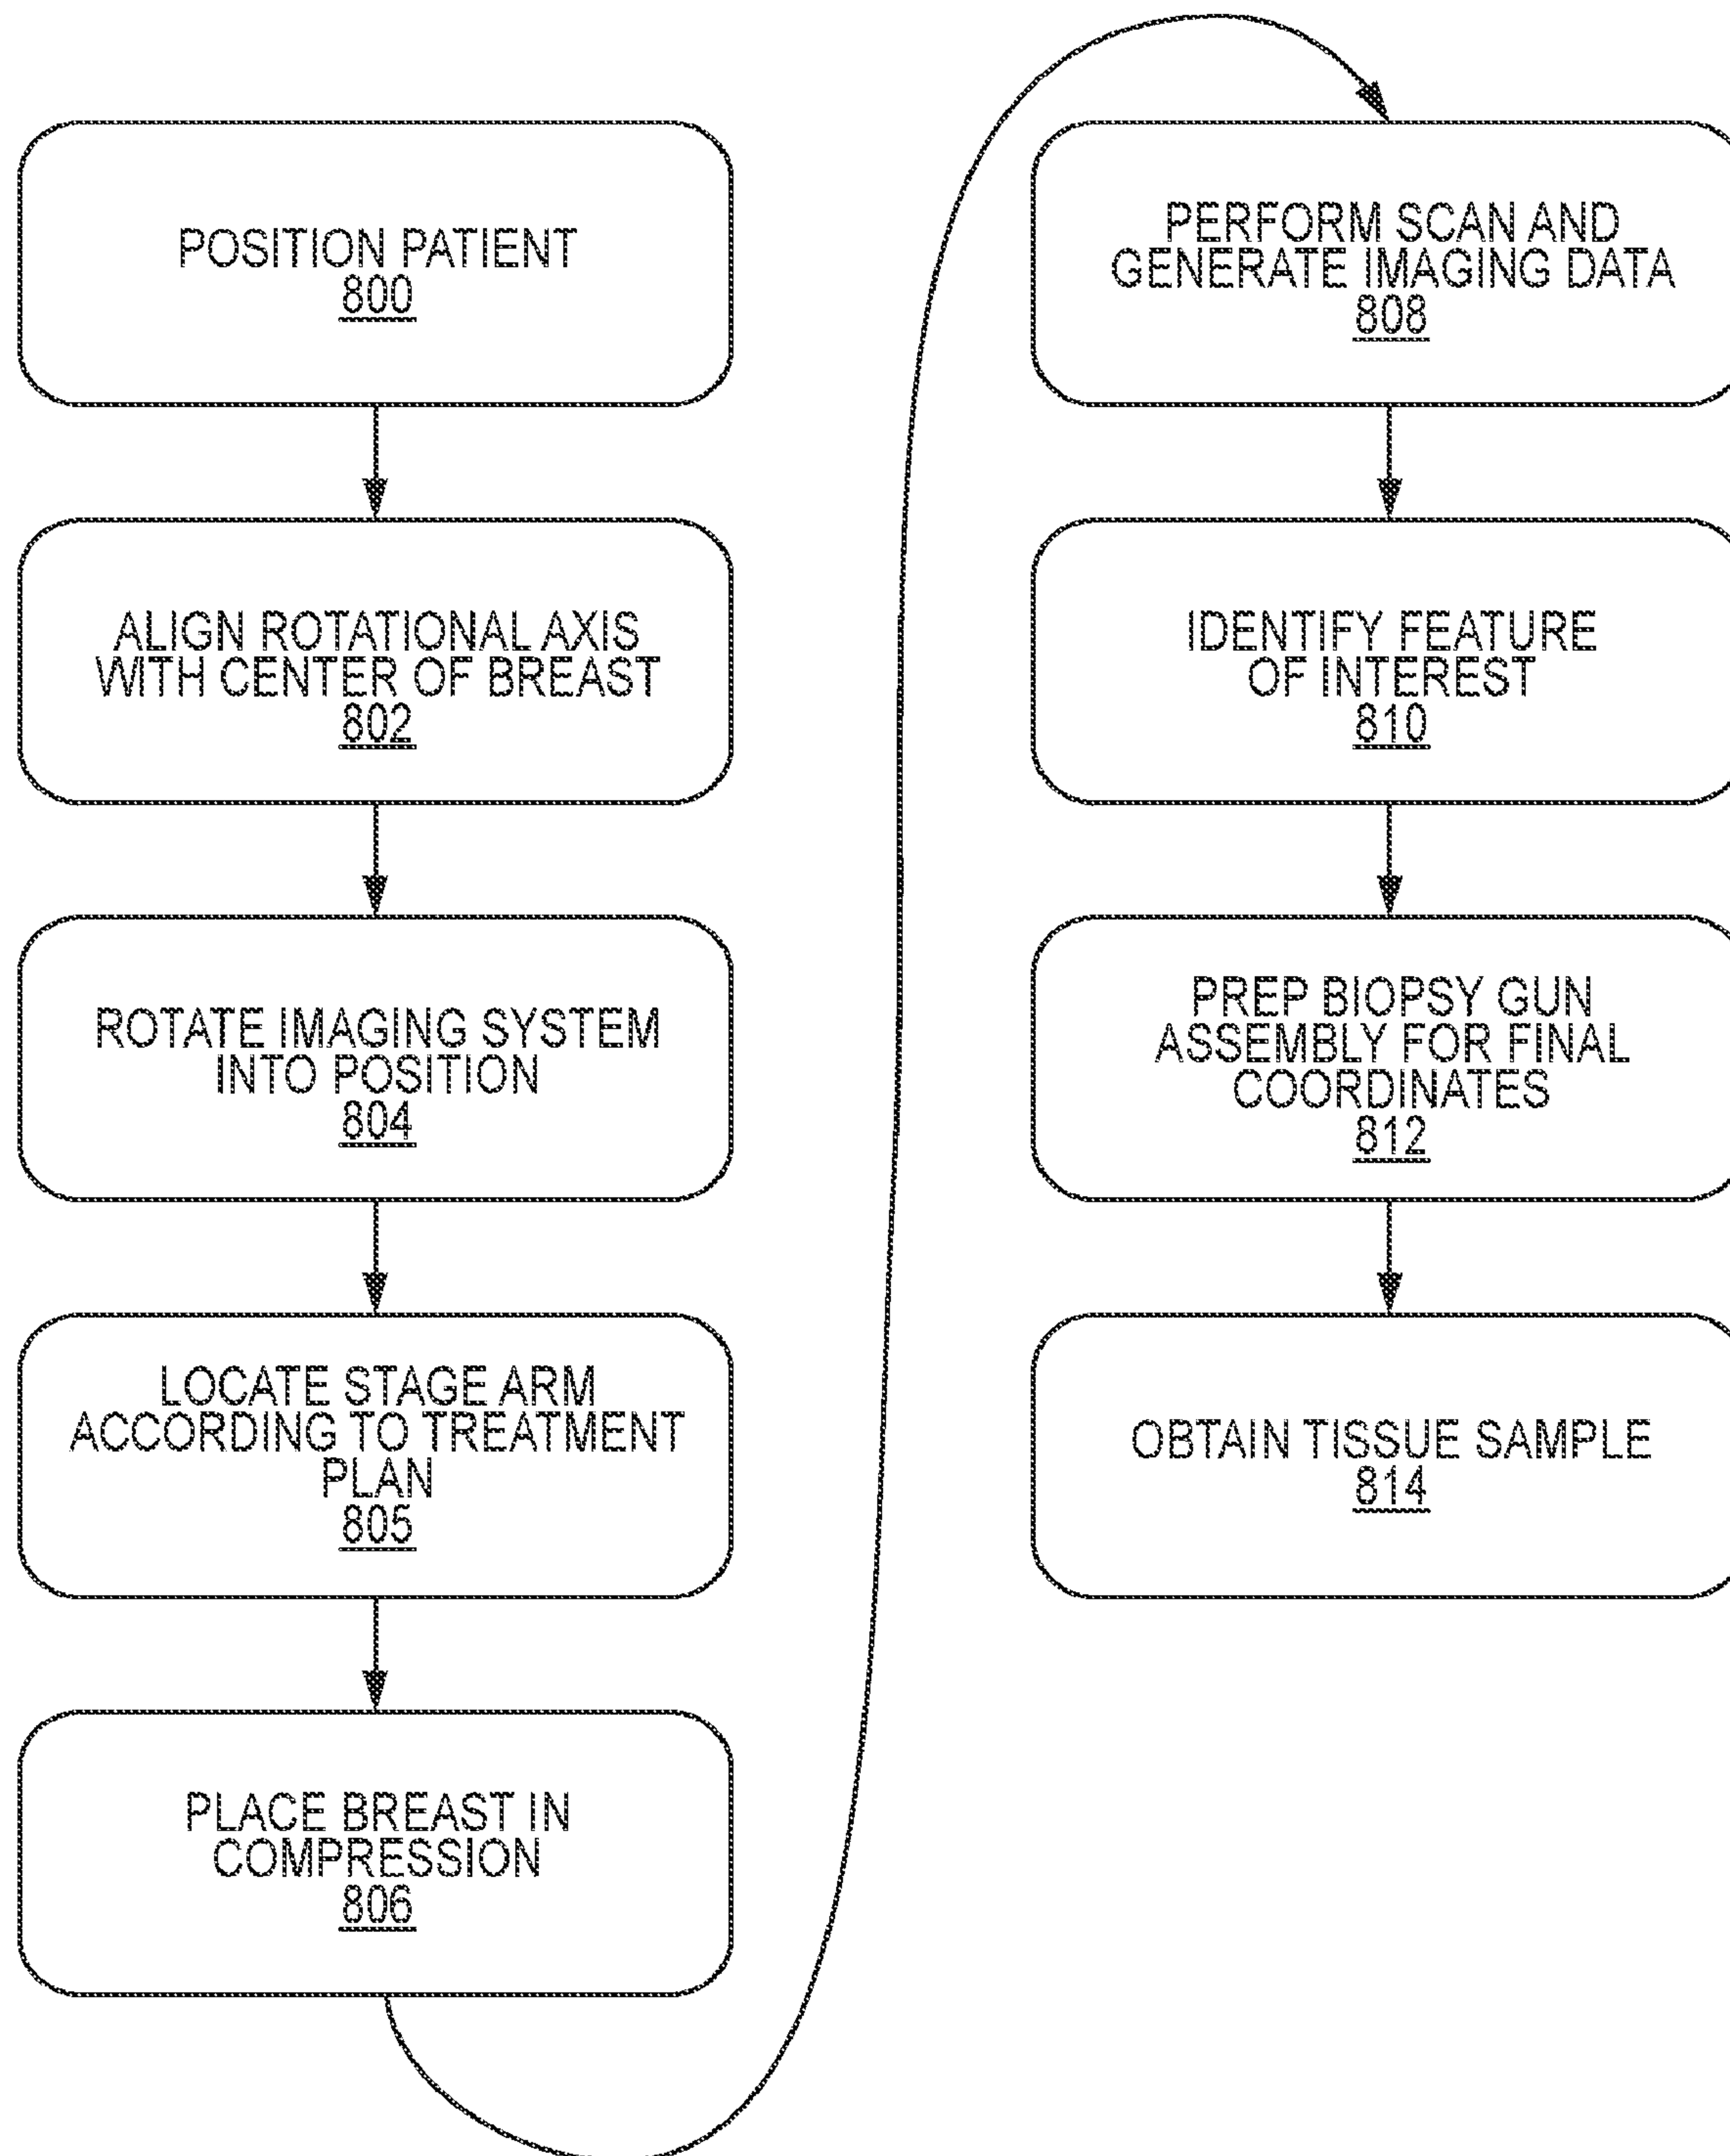 POSITION PATIENT
800
ALIGN ROTATIONAL AXIS
WITH CENTER OF BREAST
802
ROTATE IMAGING SYSTEM
INTO POSITION
804
LOCATE STAGE ARM
ACCORDING TO TREATMENT
PLAN
805
PLACE BREAST IN
COMPRESSION
806
PERFORM SCAN AND
GENERATE IMAGING DATA
808
IDENTIFY FEATURE
OF INTEREST
810
PREP BIOPSY GUN
ASSEMBLY FOR FINAL
COORDINATES
812
OBTAIN TISSUE SAMPLE
814